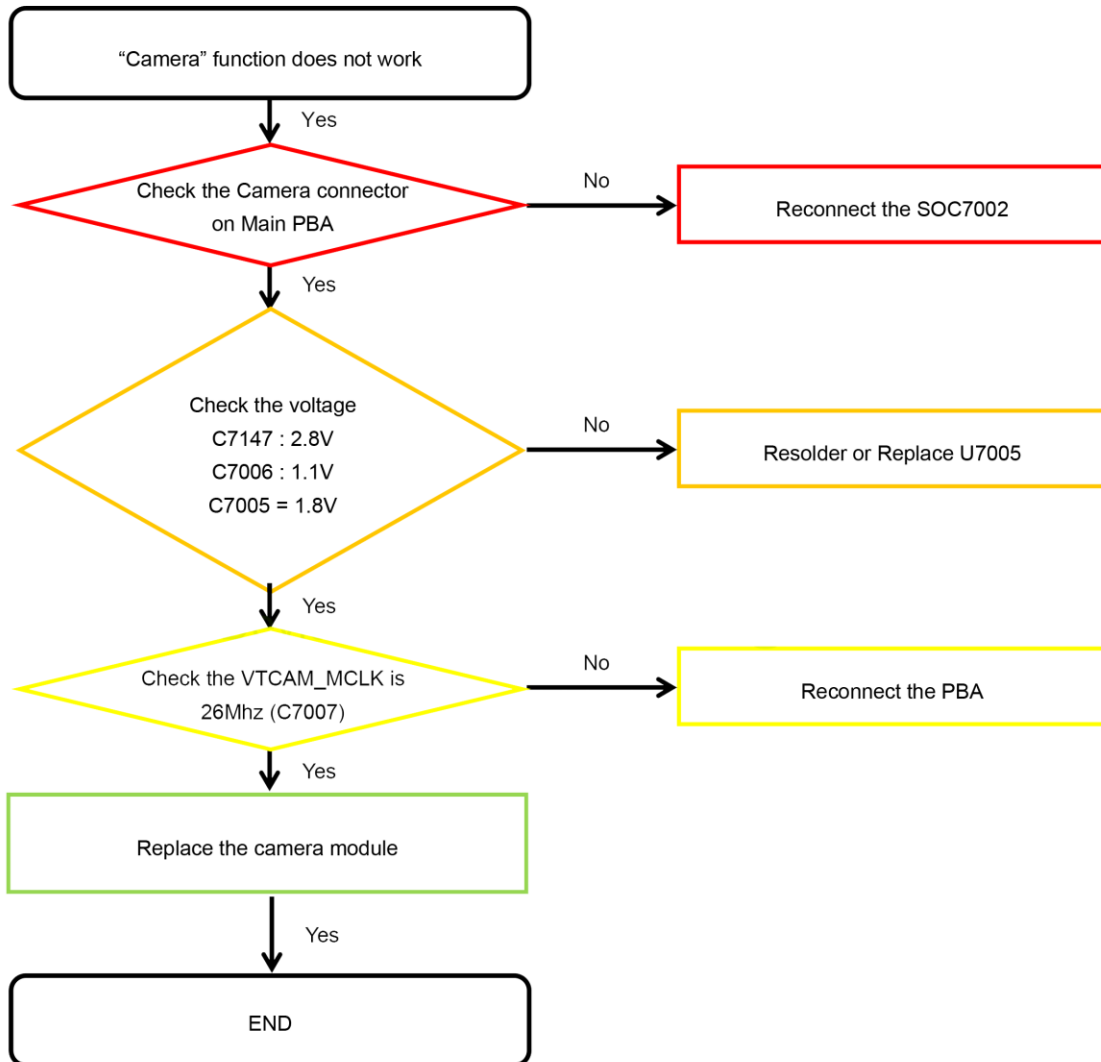 “Camera” function does not work
Yes
Check the Camera connector
on Main PBA
No
Reconnect the SOC7002
Yes
Check the voltage
C7147 : 2.8V
C7006 : 1.1V
C7005 = 1.8V
No
Resolder or Replace U7005
Yes
Check the VTCAM_MCLK is
26Mhz (C7007)
No
Reconnect the PBA
Yes
Replace the camera module
Yes
END